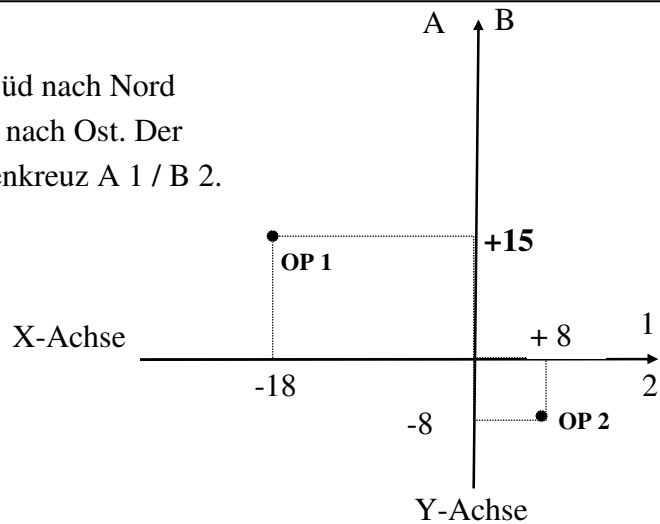 A B
üd nach Nord
nach Ost. Der
enkreuz A 1 / B 2.
+15
OP 1
X-Achse
+ 8
1
-18
2
-8
OP 2
Y-Achse